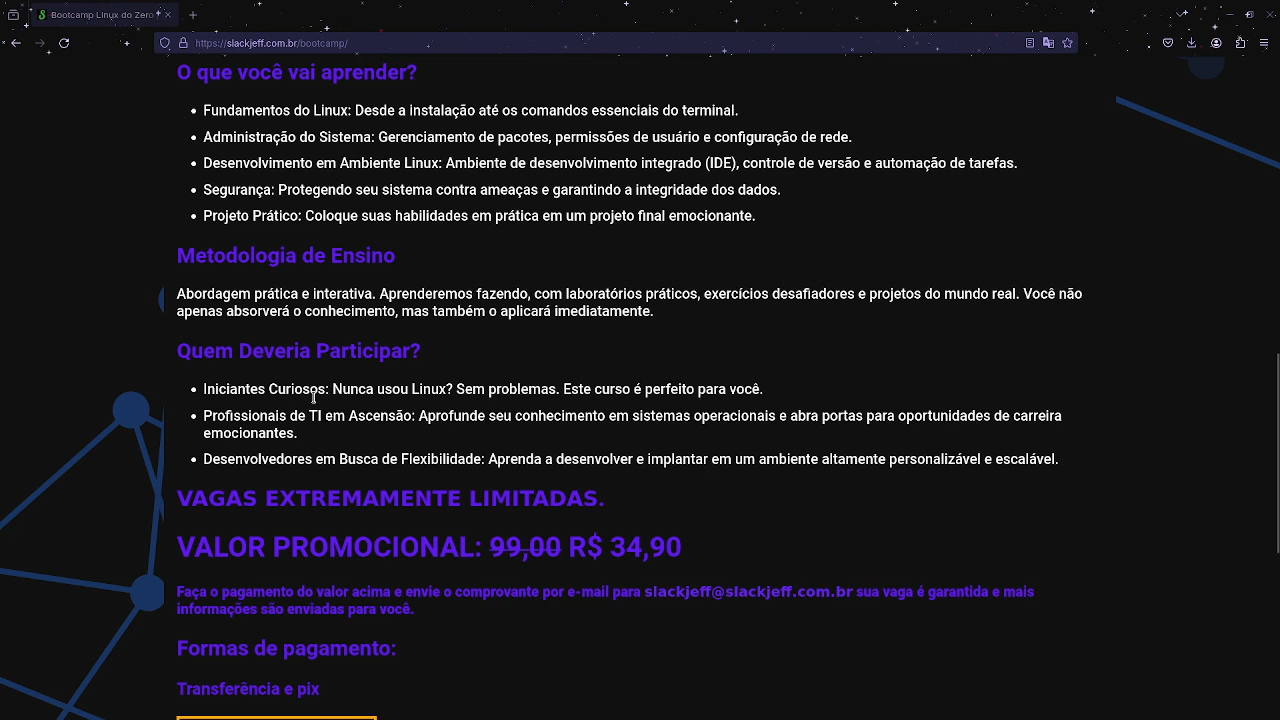 Bootcamp Linux do Zero
https://slackjeff.com.br/bootcamp/
O que você vai aprender?
Fundamentos do Linux: Desde a instalação até os comandos essenciais do terminal.
Administração do Sistema: Gerenciamento de pacotes, permissões de usuário e configuração de rede.
Desenvolvimento em Ambiente Linux: Ambiente de desenvolvimento integrado (IDE), controle de versão e automação de tarefas.
Segurança: Protegendo seu sistema contra ameaças e garantindo a integridade dos dados.
Projeto Prático: Coloque suas habilidades em prática em um projeto final emocionante.
Metodologia de Ensino
Abordagem prática e interativa. Aprenderemos fazendo, com laboratórios práticos, exercícios desafiadores e projetos do mundo real. Você não
apenas absorverá o conhecimento, mas também o aplicará imediatamente.
Quem Deveria Participar?
Iniciantes Curiosos: Nunca usou Linux? Sem problemas. Este curso é perfeito para você.
Profissionais de TI em Ascensão: Aprofunde seu conhecimento em sistemas operacionais e abra portas para oportunidades de carreira
emocionantes.
Desenvolvedores em Busca de Flexibilidade: Aprenda a desenvolver e implantar em um ambiente altamente personalizável e escalável.
VAGAS EXTREMAMENTE LIMITADAS.
VALOR PROMOCIONAL: 99,00 R$ 34,90
Faça o pagamento do valor acima e envie o comprovante por e-mail para slackjeff@slackjeff.com.br sua vaga é garantida e mais
informações são enviadas para você.
Formas de pagamento:
Transferência e pix